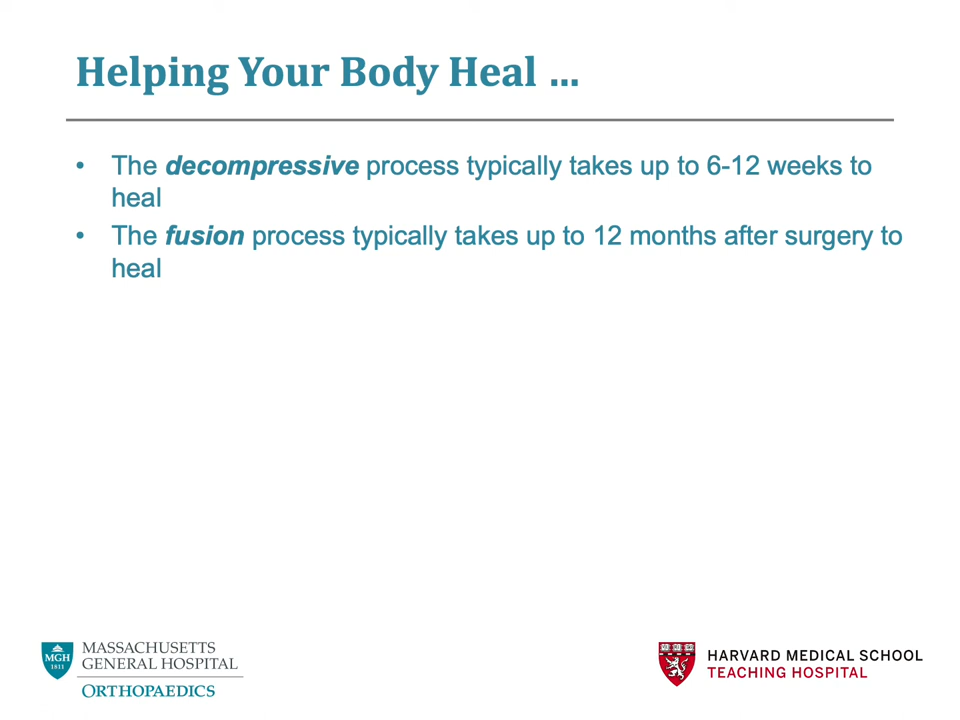 Helping Your Body Heal …
• The decompressive process typically takes up to 6-12 weeks to
heal
• The fusion process typically takes up to 12 months after surgery to
heal
MGH
1811
MASSACHUSETTS
GENERAL HOSPITAL
ORTHOPAEDICS
HARVARD MEDICAL SCHOOL
TEACHING HOSPITAL